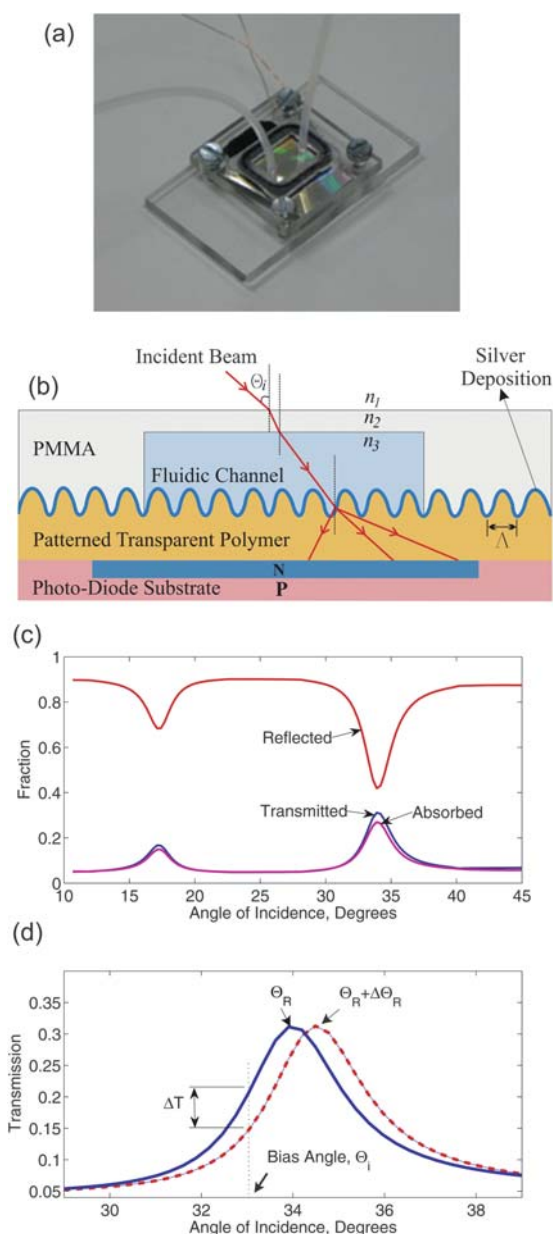 (a)
(b)
Incident Beam
Θi
Silver
Deposition
n1
n2
n3
PMMA
Fluidic Channel
Patterned Transparent Polymer
Λ
N
Photo-Diode Substrate
P
(c)
1
0.8
0.6
0.4
0.2
0
Fraction
Reflected
Transmitted
Absorbed
10 15 20 25 30 35 40 45
Angle of Incidence, Degrees
(d)
0.35
0.3
0.25
0.2
0.15
0.1
0.05
Transmission
ΘR
ΘR+ΔΘR
ΔT
Bias Angle, Θi
30 32 34 36 38
Angle of Incidence, Degrees